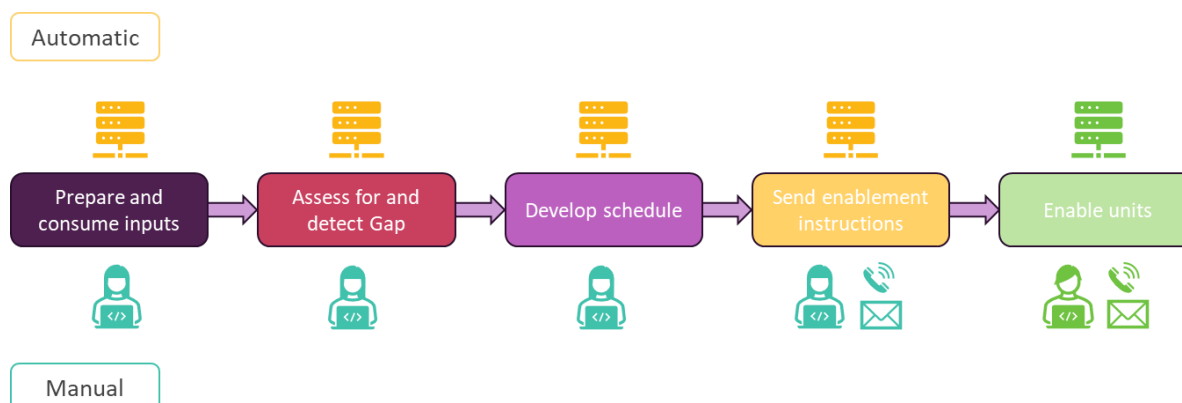 Automatic
Prepare and
consume inputs
Assess for and
detect Gap
Develop schedule
Send enablement
instructions
Enable units
</>
</>
</>
</>
</>
Manual